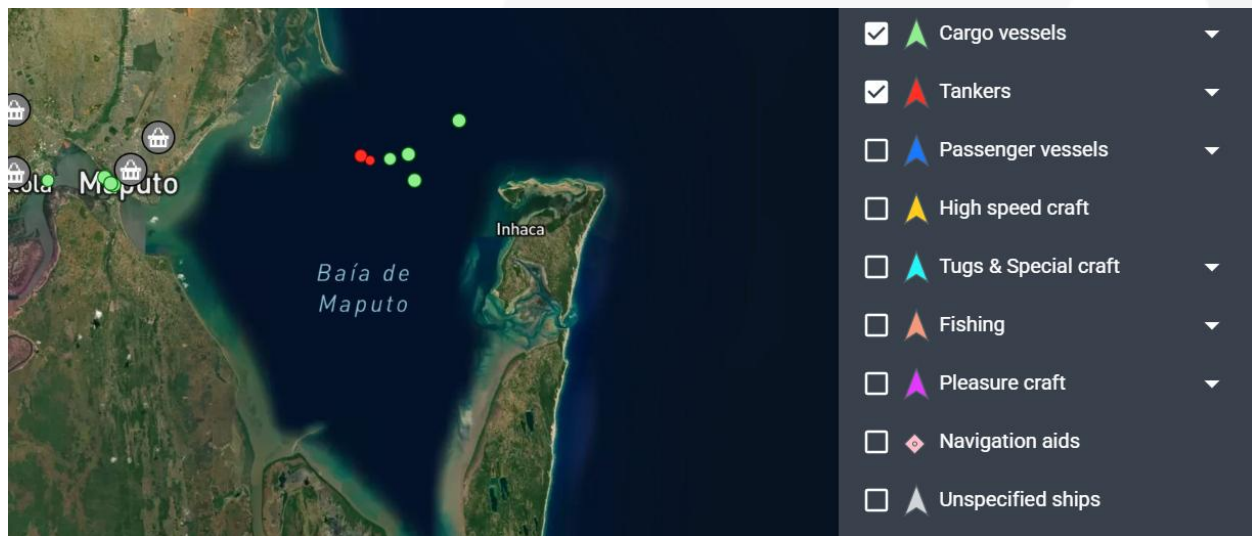 Maputo
Inhaca
Baía de
Maputo
Cargo vessels
Tankers
Passenger vessels
High speed craft
Tugs & Special craft
Fishing
Pleasure craft
Navigation aids
Unspecified ships